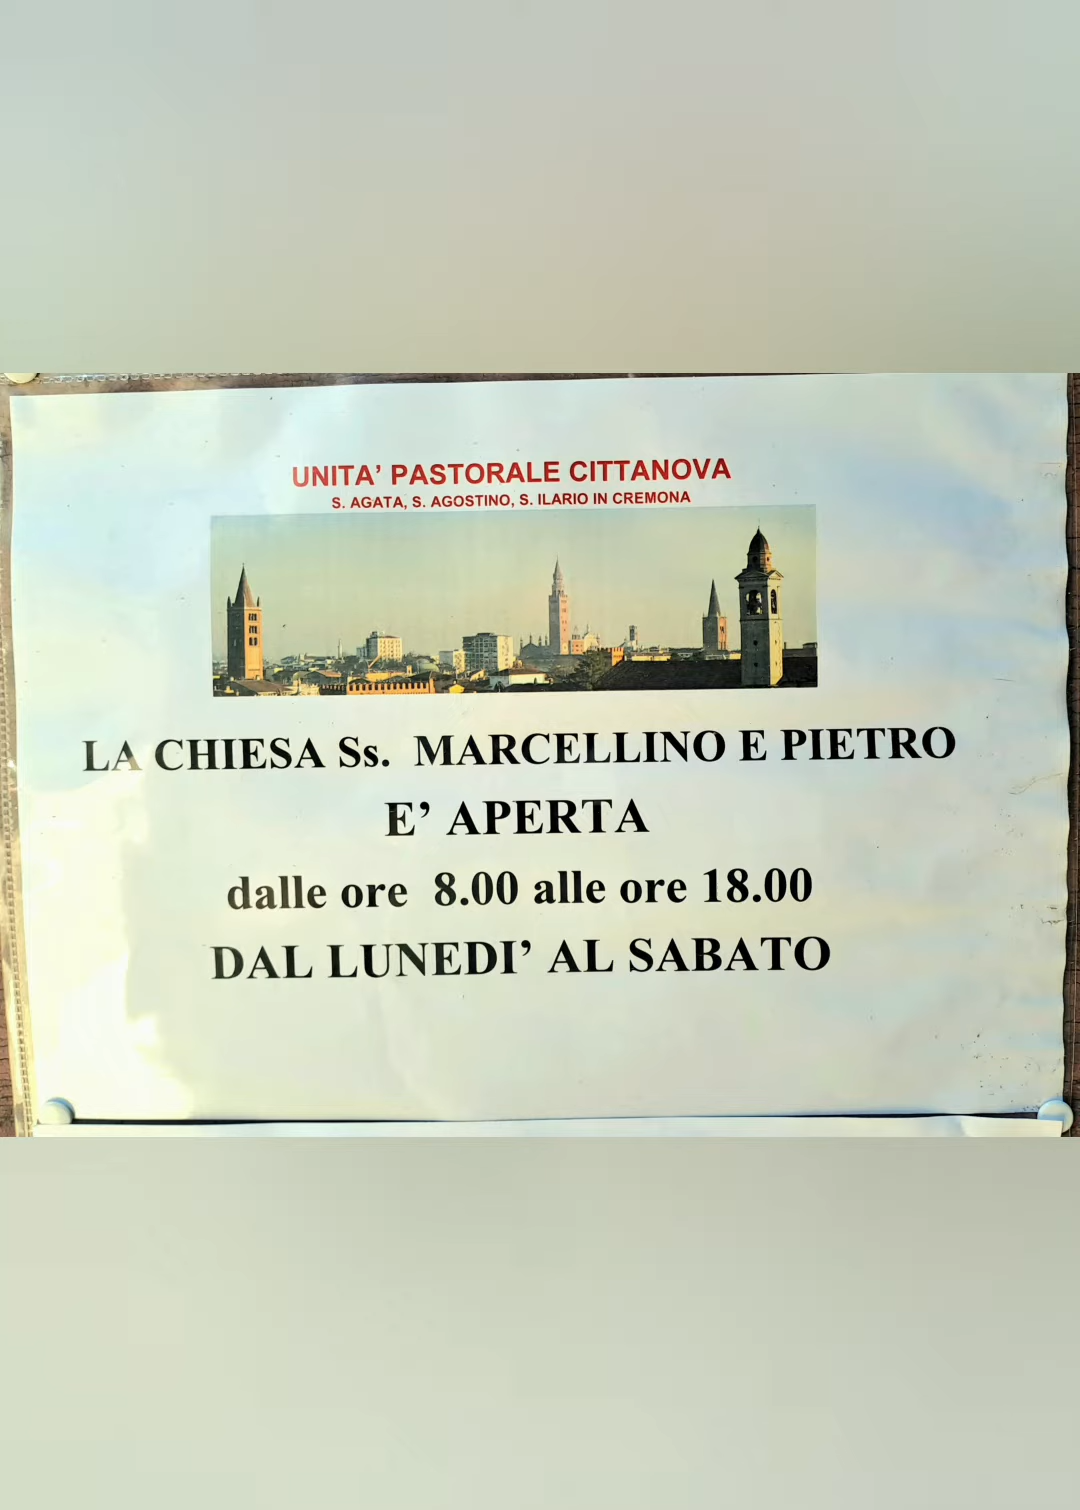 UNITA' PASTORALE CITTANOVA
S. AGATA, S. AGOSTINO, S. ILARIO IN CREMONA
LA CHIESA Ss. MARCELLINO E PIETRO
E' APERTA
dalle ore 8.00 alle ore 18.00
DAL LUNEDI' AL SABATO